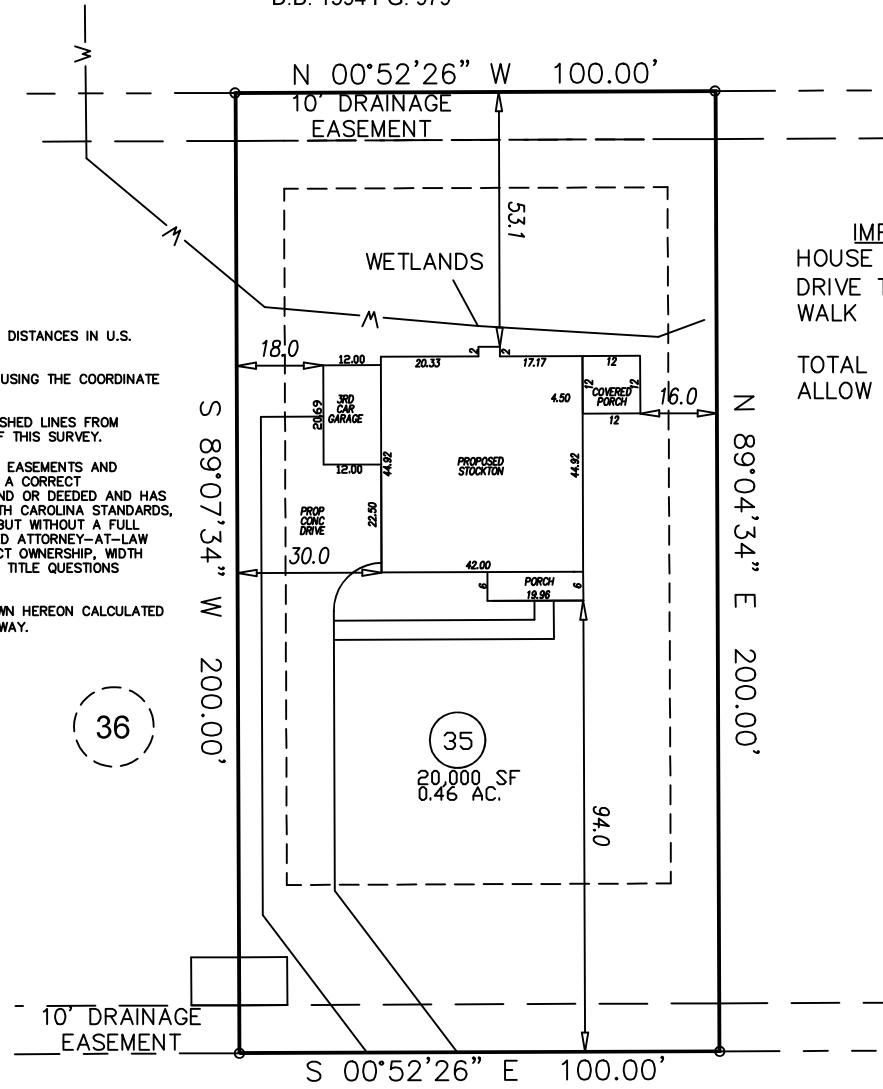 N 00°52'26" W 100.00'
10' DRAINAGE
EASEMENT
W
W
W
53.1
WETLANDS
IMP
HOUSE
DRIVE T
WALK
TOTAL
ALLOW
DISTANCES IN U.S.
USING THE COORDINATE
SHED LINES FROM
F THIS SURVEY.
EASEMENTS AND
A CORRECT
ND OR DEEDED AND HAS
TH CAROLINA STANDARDS,
BUT WITHOUT A FULL
D ATTORNEY-AT-LAW
CT OWNERSHIP, WIDTH
TITLE QUESTIONS
WN HEREON CALCULATED
WAY.
18.0
12.00
20.33
2
2
17.17
12
3RD
CAR
GARAGE
20.69
12.00
4.50
12
COVERED
PORCH
12
12
16.0
44.92
PROPOSED
STOCKTON
44.92
PROP
CONC
DRIVE
22.50
30.0
42.00
6
PORCH
19.96
6
S 89°07'34" W 200.00'
N 89°04'34" E 200.00'
36
35
20,000 SF
0.46 AC.
94.0
10' DRAINAGE
EASEMENT
S 00°52'26" E 100.00'